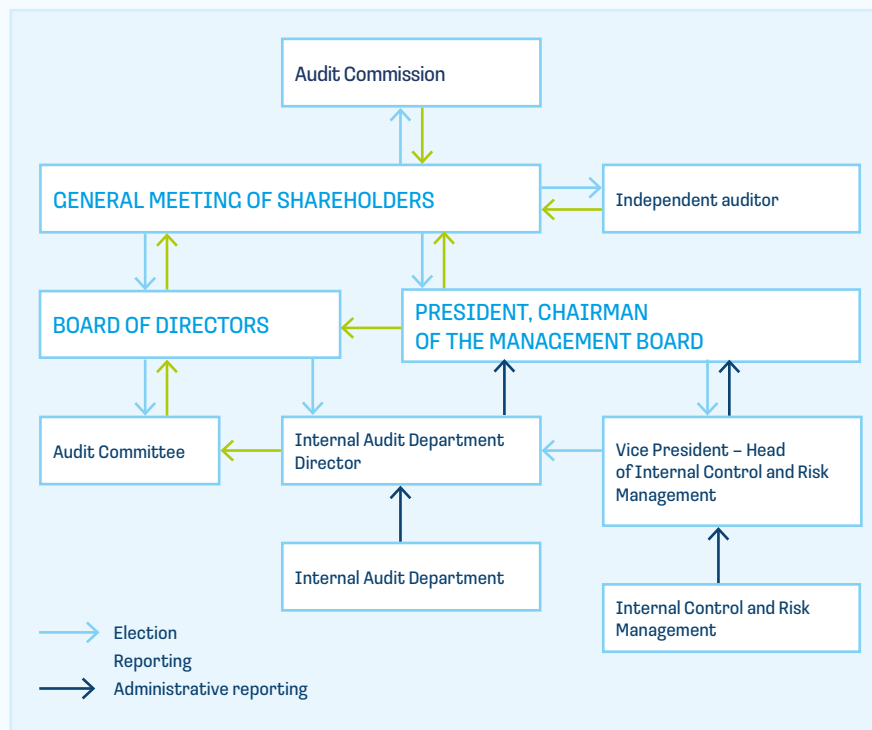 Audit Commission
GENERAL MEETING OF SHAREHOLDERS
Independent auditor
BOARD OF DIRECTORS
PRESIDENT, CHAIRMAN
OF THE MANAGEMENT BOARD
Audit Committee
Internal Audit Department
Director
Vice President – Head
of Internal Control and Risk
Management
Internal Audit Department
Internal Control and Risk
Management
Election
Reporting
Administrative reporting